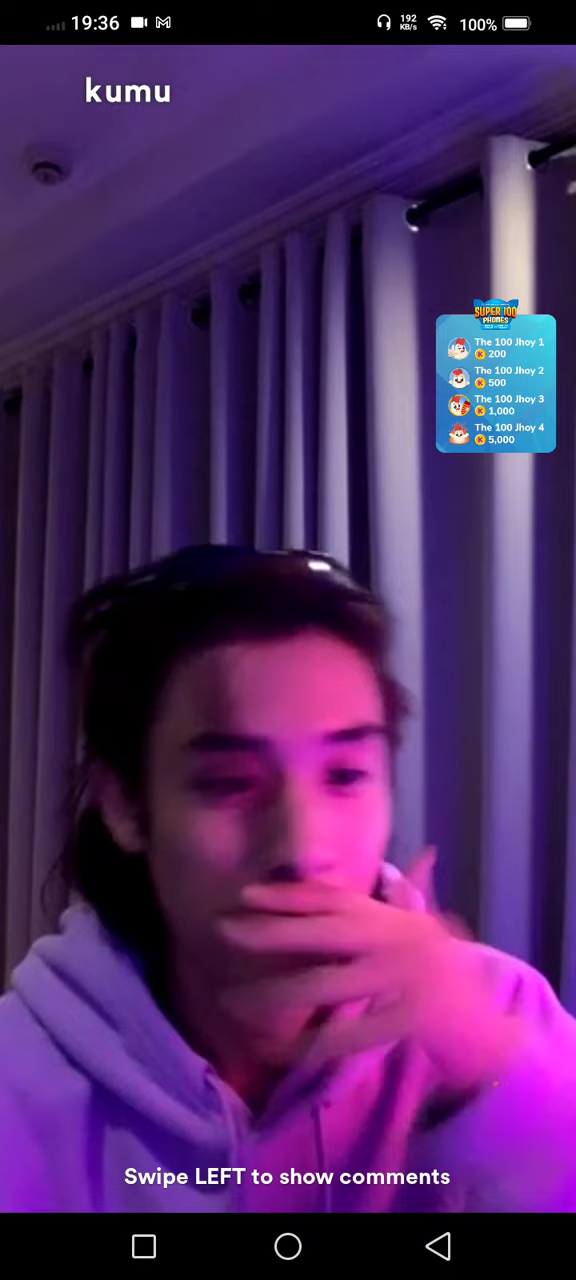 19:36
192
KB/s
100%
kumu
SUPER 100
PHONES
The 100 Jhoy 1
K 200
The 100 Jhoy 2
K 500
The 100 Jhoy 3
K 1,000
The 100 Jhoy 4
K 5,000
Swipe LEFT to show comments